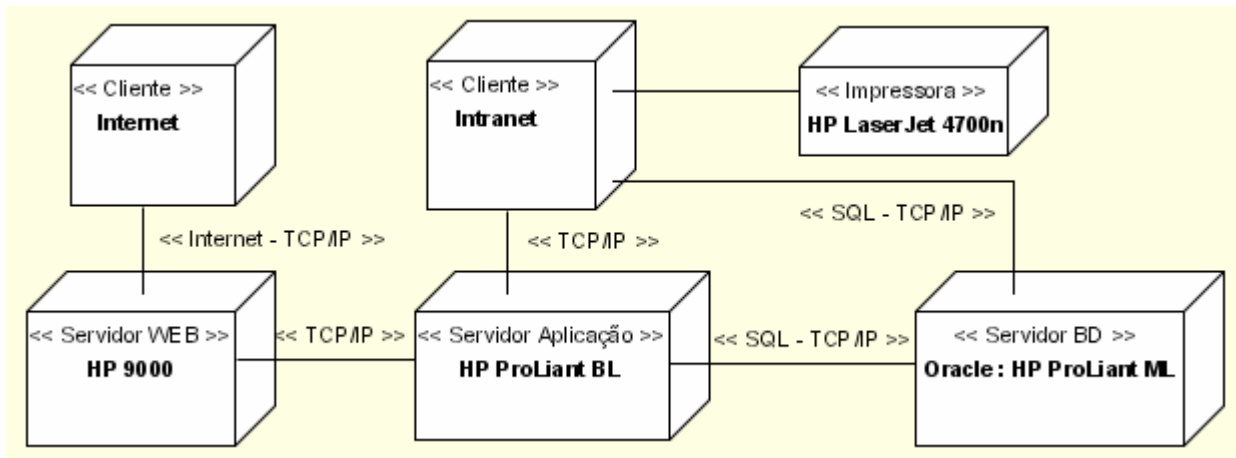 << Cliente >>
Internet
<< Cliente >>
Intranet
<< Impressora >>
HP LaserJet 4700n
<< SQL - TCP/IP >>
<< Internet - TCP/IP >>
<< TCP/IP >>
<< Servidor WEB >>
HP 9000
<< TCP/IP >>
<< Servidor Aplicação >>
HP ProLiant BL
<< SQL - TCP/IP >>
<< Servidor BD >>
Oracle : HP ProLiant ML